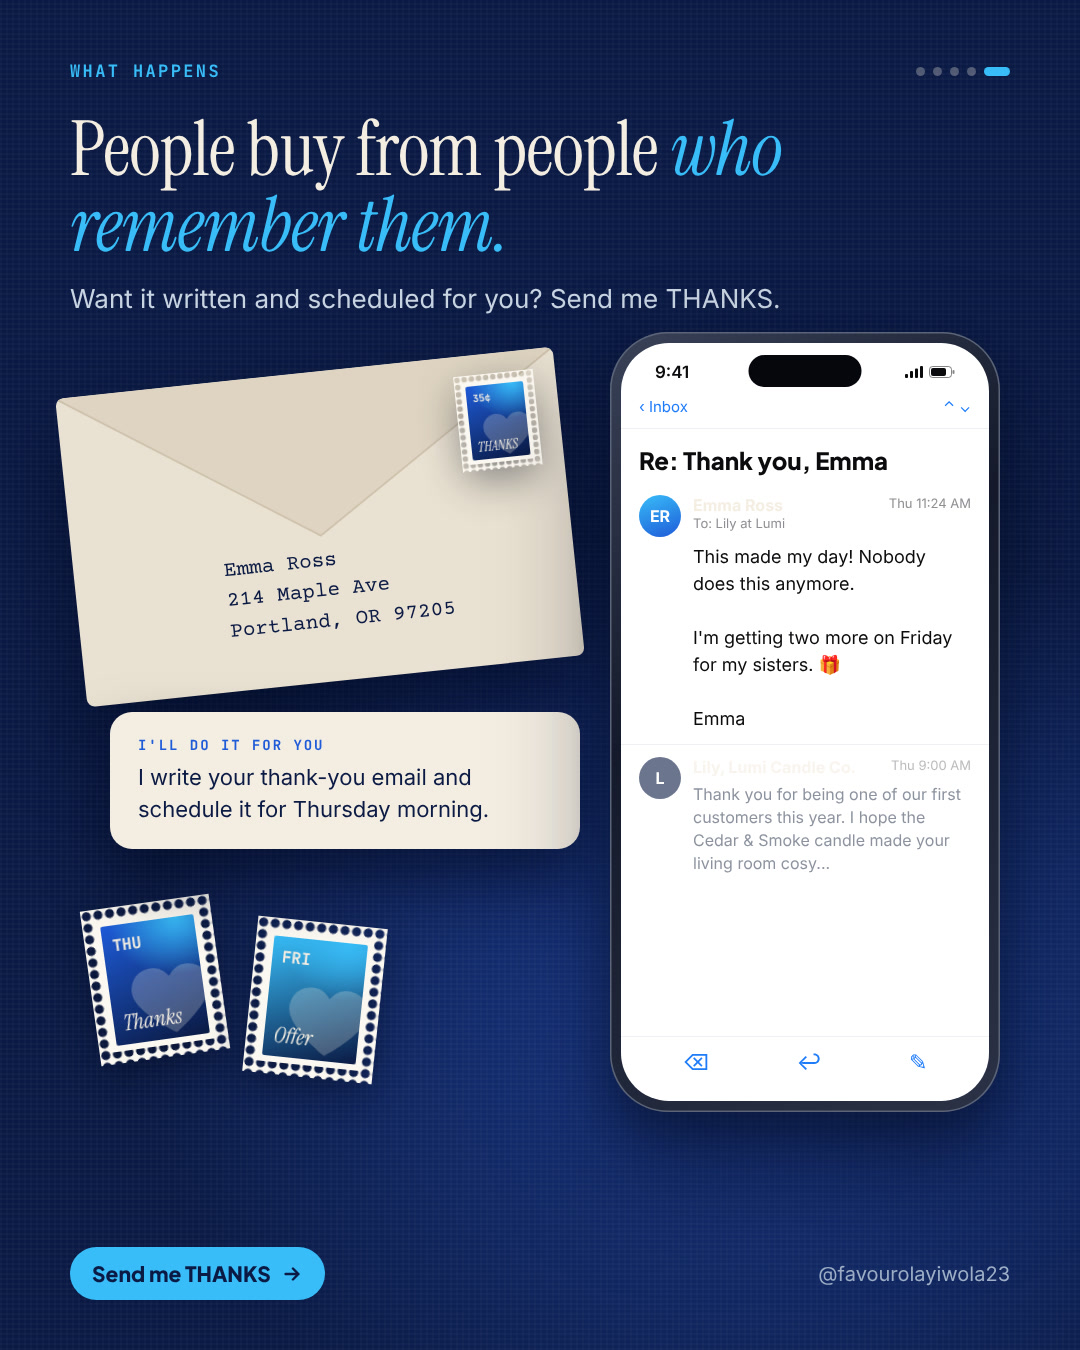 WHAT HAPPENS
People buy from people who
remember them.
Want it written and scheduled for you? Send me THANKS.
35¢
THANKS
Emma Ross
214 Maple Ave
Portland, OR 97205
I'LL DO IT FOR YOU
I write your thank-you email and
schedule it for Thursday morning.
THU
Thanks
FRI
Offer
9:41
‹ Inbox
Re: Thank you, Emma
ER
Emma Ross
Thu 11:24 AM
To: Lily at Lumi
This made my day! Nobody
does this anymore.
I'm getting two more on Friday
for my sisters. 🎁
Emma
L
Lily, Lumi Candle Co.
Thu 9:00 AM
Thank you for being one of our first
customers this year. I hope the
Cedar & Smoke candle made your
living room cosy...
Send me THANKS →
@favourolayiwola23